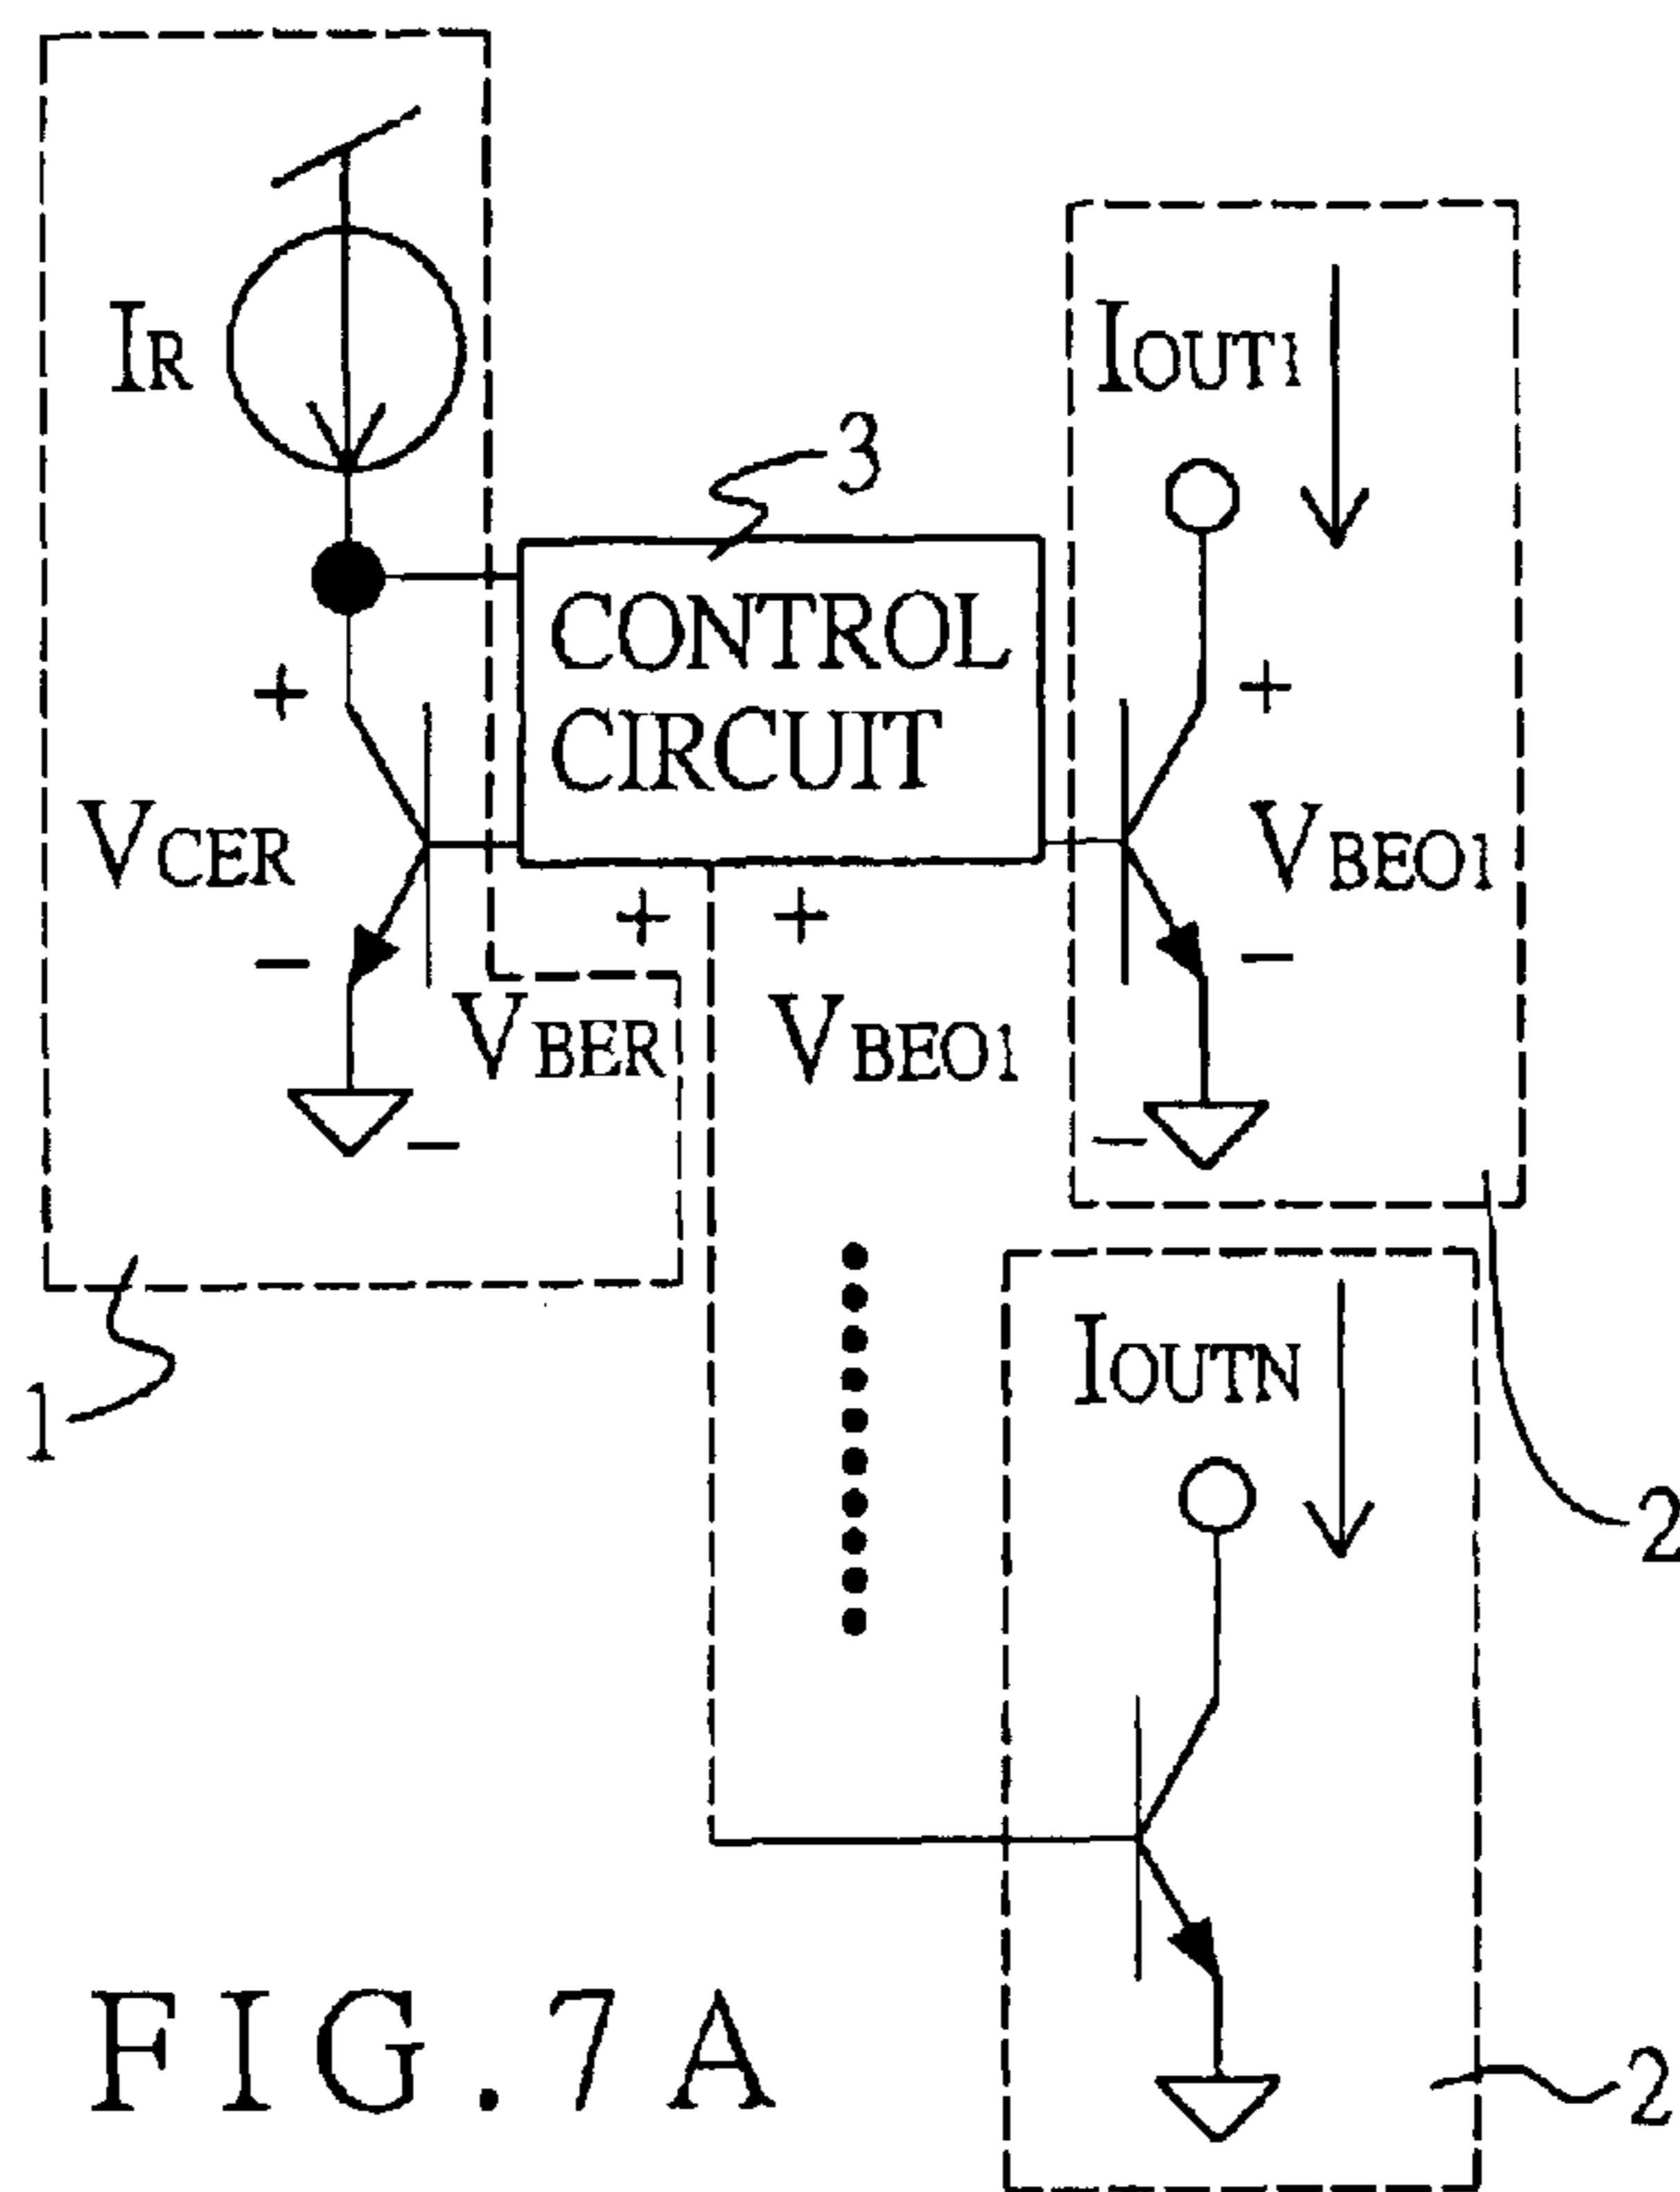 IR
IOUT1
3
CONTROL
CIRCUIT
+
+
VCER
VBEO1
+
+
-
-
VBER
VBEO1
-
-
1
IOUTN
2
2
FIG.7A